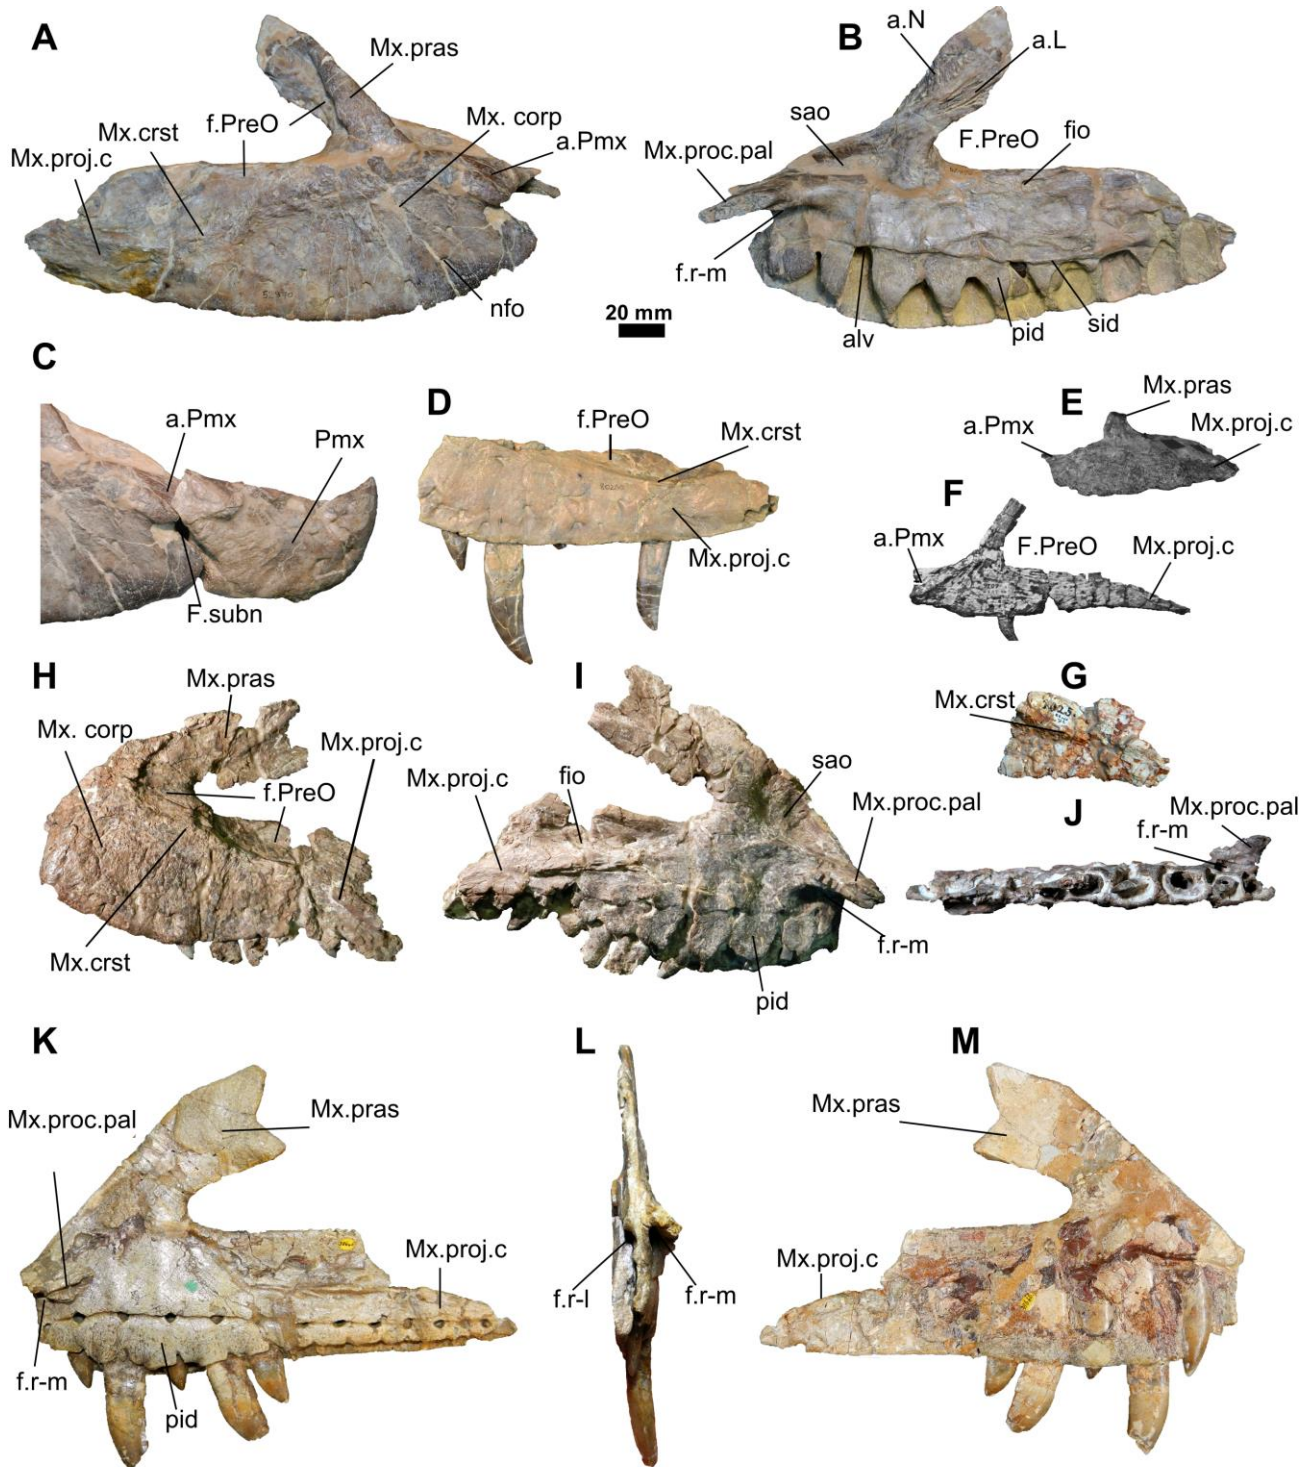 A
Mx.pras
f.PreO
Mx.crst
Mx. corp
Mx.proj.c
a.Pmx
nfo
B
a.N
a.L
sao
F.PreO
fio
Mx.proc.pal
f.r-m
alv
pid
sid
20 mm
C
a.Pmx
Pmx
F.subn
D
f.PreO
Mx.crst
Mx.proj.c
E
Mx.pras
a.Pmx
Mx.proj.c
F
a.Pmx
F.PreO
Mx.proj.c
H
Mx.pras
Mx. corp
Mx.proj.c
f.PreO
Mx.crst
I
Mx.proj.c
fio
sao
Mx.proc.pal
f.r-m
pid
G
Mx.crst
J
Mx.proc.pal
f.r-m
K
Mx.proc.pal
Mx.pras
Mx.proj.c
f.r-m
pid
L
f.r-l
f.r-m
M
Mx.pras
Mx.proj.c